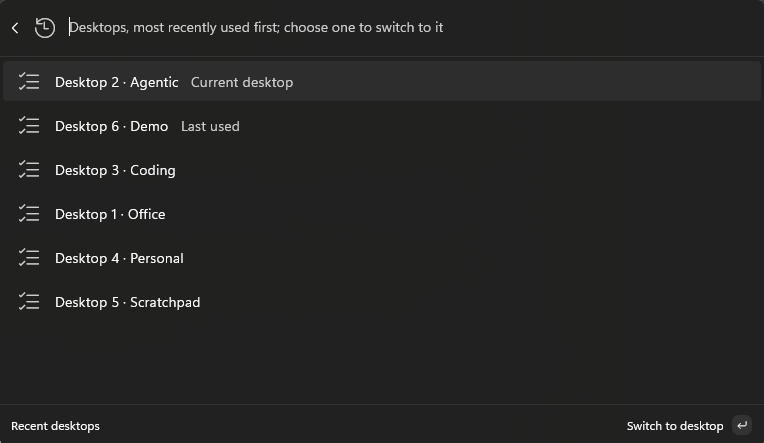 Desktops, most recently used first; choose one to switch to it
Desktop 2 · Agentic Current desktop
Desktop 6 · Demo Last used
Desktop 3 · Coding
Desktop 1 · Office
Desktop 4 · Personal
Desktop 5 · Scratchpad
Recent desktops Switch to desktop